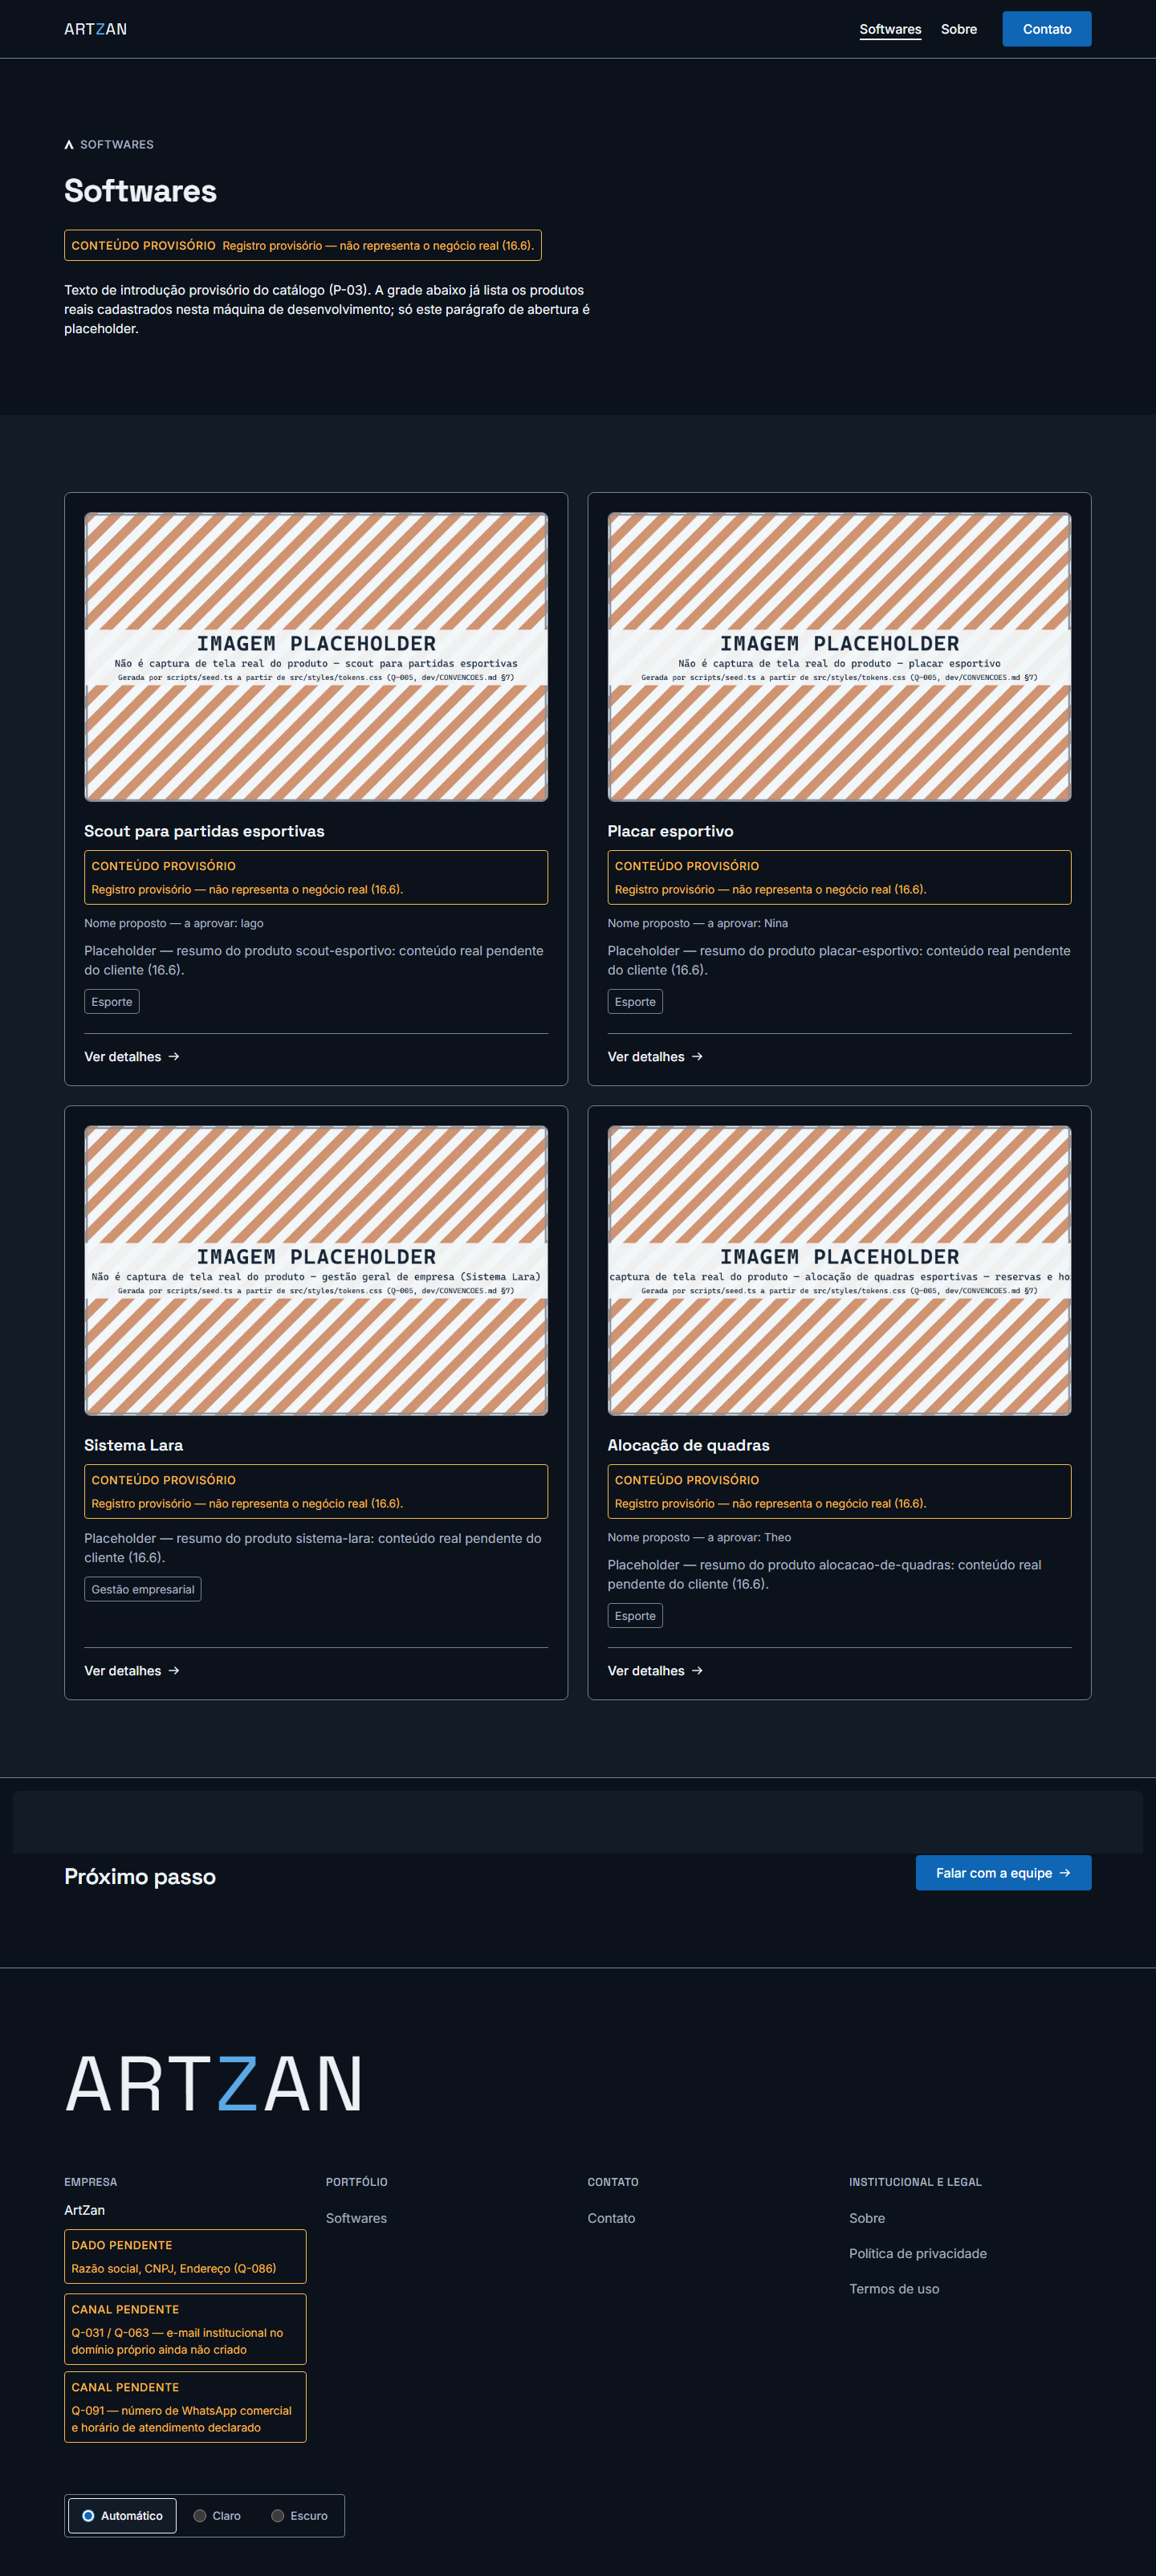 ARTZAN
Softwares
Sobre
Contato
SOFTWARES
Softwares
CONTEÚDO PROVISÓRIO Registro provisório — não representa o negócio real (16.6).
Texto de introdução provisório do catálogo (P-03). A grade abaixo já lista os produtos
reais cadastrados nesta máquina de desenvolvimento; só este parágrafo de abertura é
placeholder.
IMAGEM PLACEHOLDER
Não é captura de tela real do produto — scout para partidas esportivas
Gerada por scripts/seed.ts a partir de src/styles/tokens.css (Q-005, dev/CONVENCOES.md §7)
Scout para partidas esportivas
CONTEÚDO PROVISÓRIO
Registro provisório — não representa o negócio real (16.6).
Nome proposto — a aprovar: Iago
Placeholder — resumo do produto scout-esportivo: conteúdo real pendente
do cliente (16.6).
Esporte
Ver detalhes →
IMAGEM PLACEHOLDER
Não é captura de tela real do produto — placar esportivo
Gerada por scripts/seed.ts a partir de src/styles/tokens.css (Q-005, dev/CONVENCOES.md §7)
Placar esportivo
CONTEÚDO PROVISÓRIO
Registro provisório — não representa o negócio real (16.6).
Nome proposto — a aprovar: Nina
Placeholder — resumo do produto placar-esportivo: conteúdo real pendente
do cliente (16.6).
Esporte
Ver detalhes →
IMAGEM PLACEHOLDER
Não é captura de tela real do produto — gestão geral de empresa (Sistema Lara)
Gerada por scripts/seed.ts a partir de src/styles/tokens.css (Q-005, dev/CONVENCOES.md §7)
Sistema Lara
CONTEÚDO PROVISÓRIO
Registro provisório — não representa o negócio real (16.6).
Placeholder — resumo do produto sistema-lara: conteúdo real pendente do
cliente (16.6).
Gestão empresarial
Ver detalhes →
IMAGEM PLACEHOLDER
captura de tela real do produto — alocação de quadras esportivas — reservas e ho
Gerada por scripts/seed.ts a partir de src/styles/tokens.css (Q-005, dev/CONVENCOES.md §7)
Alocação de quadras
CONTEÚDO PROVISÓRIO
Registro provisório — não representa o negócio real (16.6).
Nome proposto — a aprovar: Theo
Placeholder — resumo do produto alocacao-de-quadras: conteúdo real
pendente do cliente (16.6).
Esporte
Ver detalhes →
Próximo passo
Falar com a equipe →
ARTZAN
EMPRESA
ArtZan
DADO PENDENTE
Razão social, CNPJ, Endereço (Q-086)
CANAL PENDENTE
Q-031 / Q-063 — e-mail institucional no
domínio próprio ainda não criado
CANAL PENDENTE
Q-091 — número de WhatsApp comercial
e horário de atendimento declarado
PORTFÓLIO
Softwares
CONTATO
Contato
INSTITUCIONAL E LEGAL
Sobre
Política de privacidade
Termos de uso
Automático
Claro
Escuro